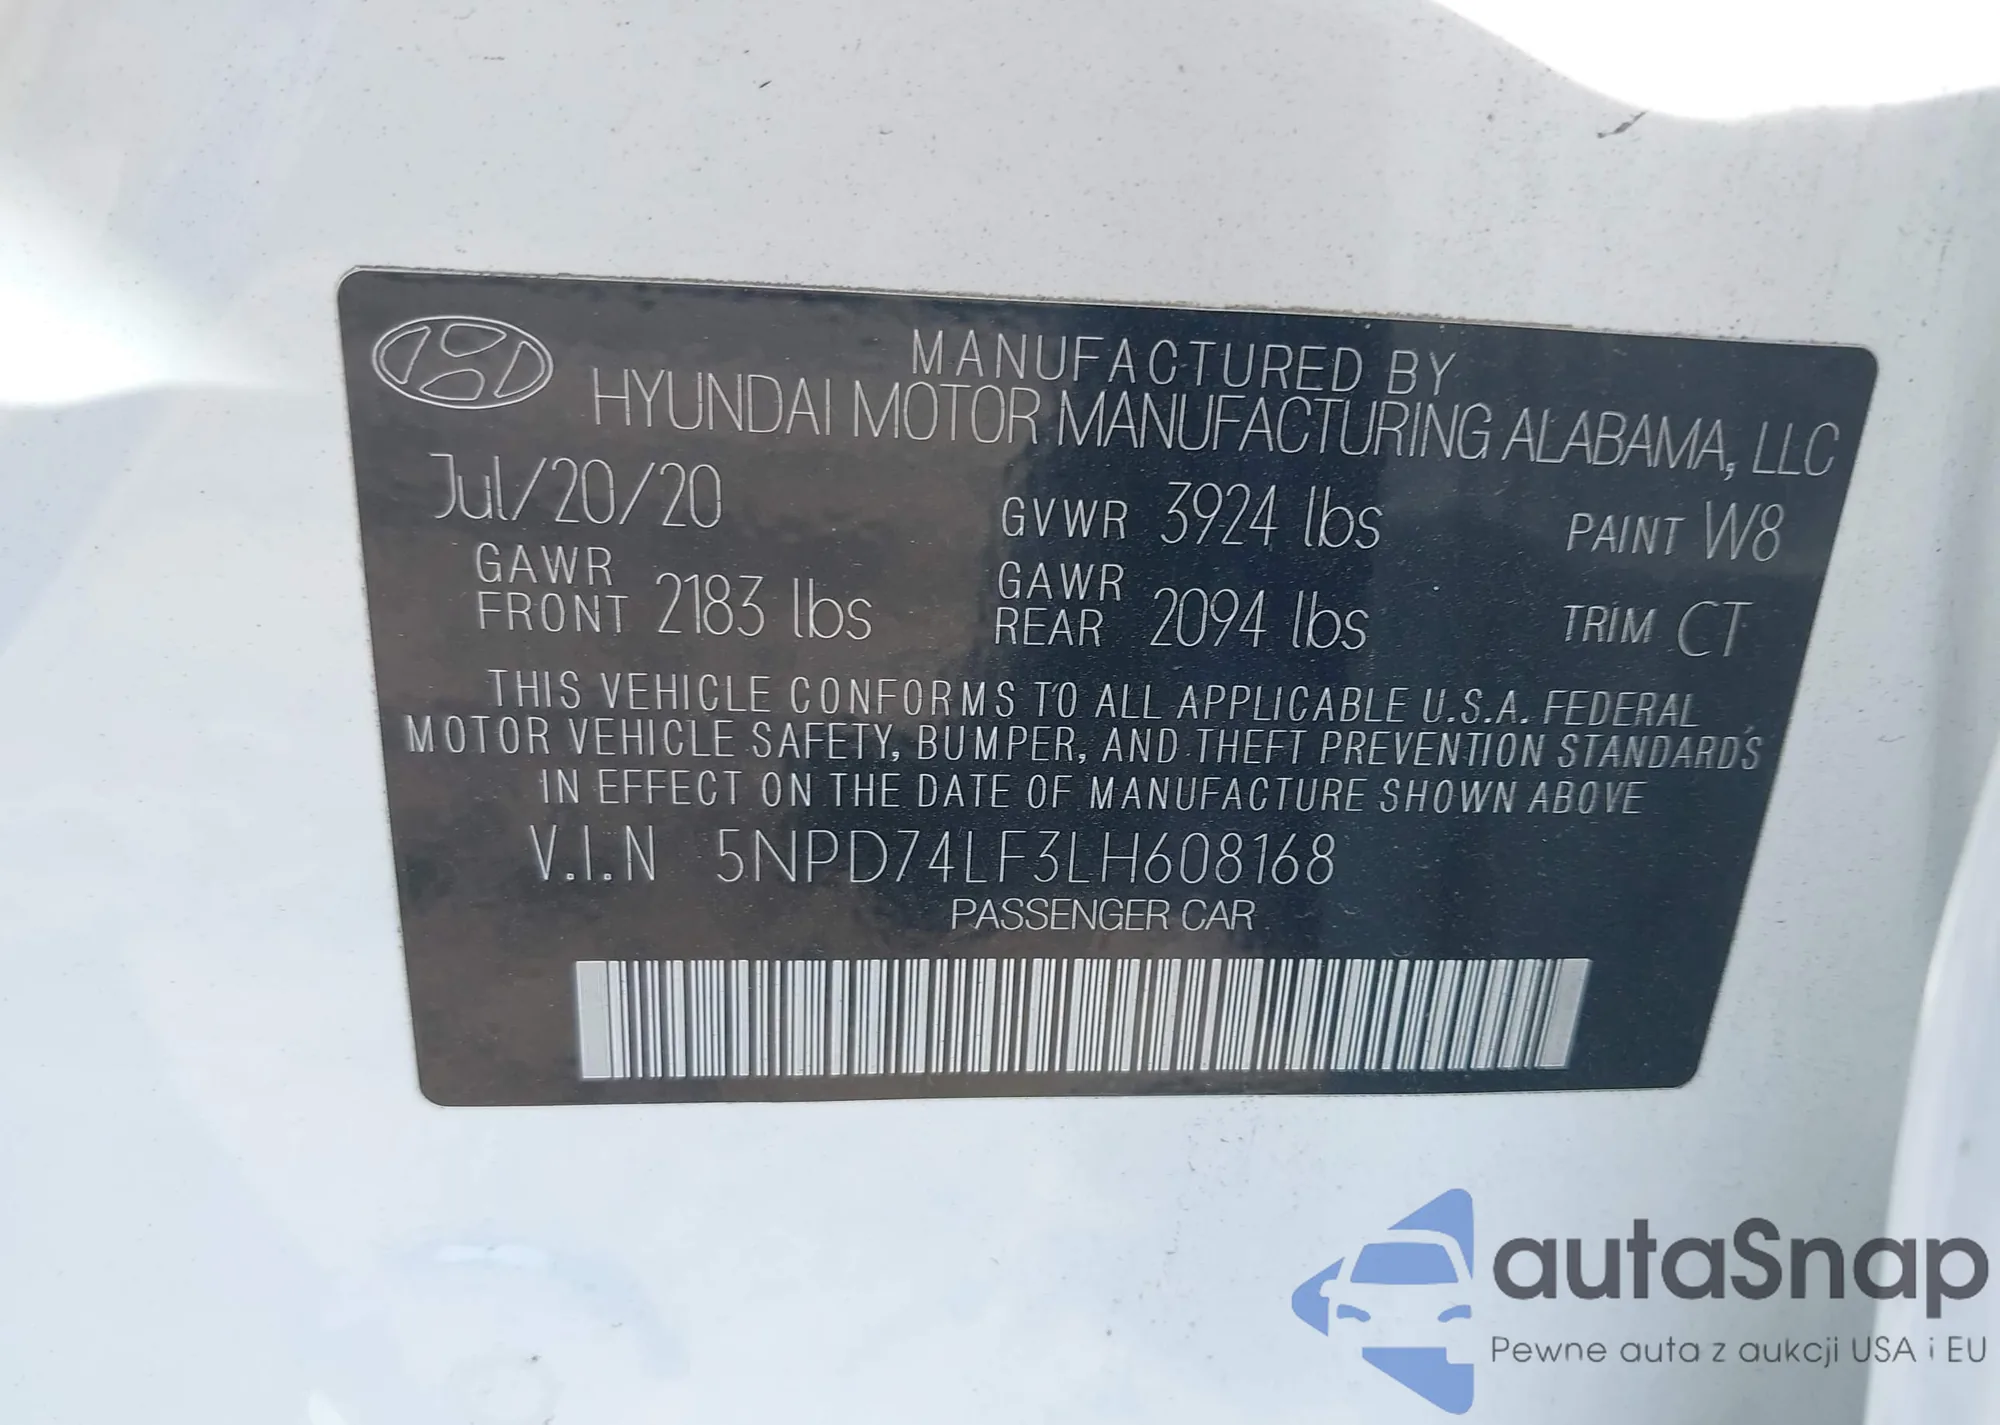 MANUFACTURED BY
HYUNDAI MOTOR MANUFACTURING ALABAMA, LLC
Jul/20/20 GVWR 3924 lbs PAINT W8
GAWR FRONT 2183 lbs GAWR REAR 2094 lbs TRIM CT
THIS VEHICLE CONFORMS TO ALL APPLICABLE U.S.A. FEDERAL
MOTOR VEHICLE SAFETY, BUMPER, AND THEFT PREVENTION STANDARDS
IN EFFECT ON THE DATE OF MANUFACTURE SHOWN ABOVE
V.I.N 5NPD74LF3LH608168
PASSENGER CAR
autaSnap
Pewne auta z aukcji USA i EU